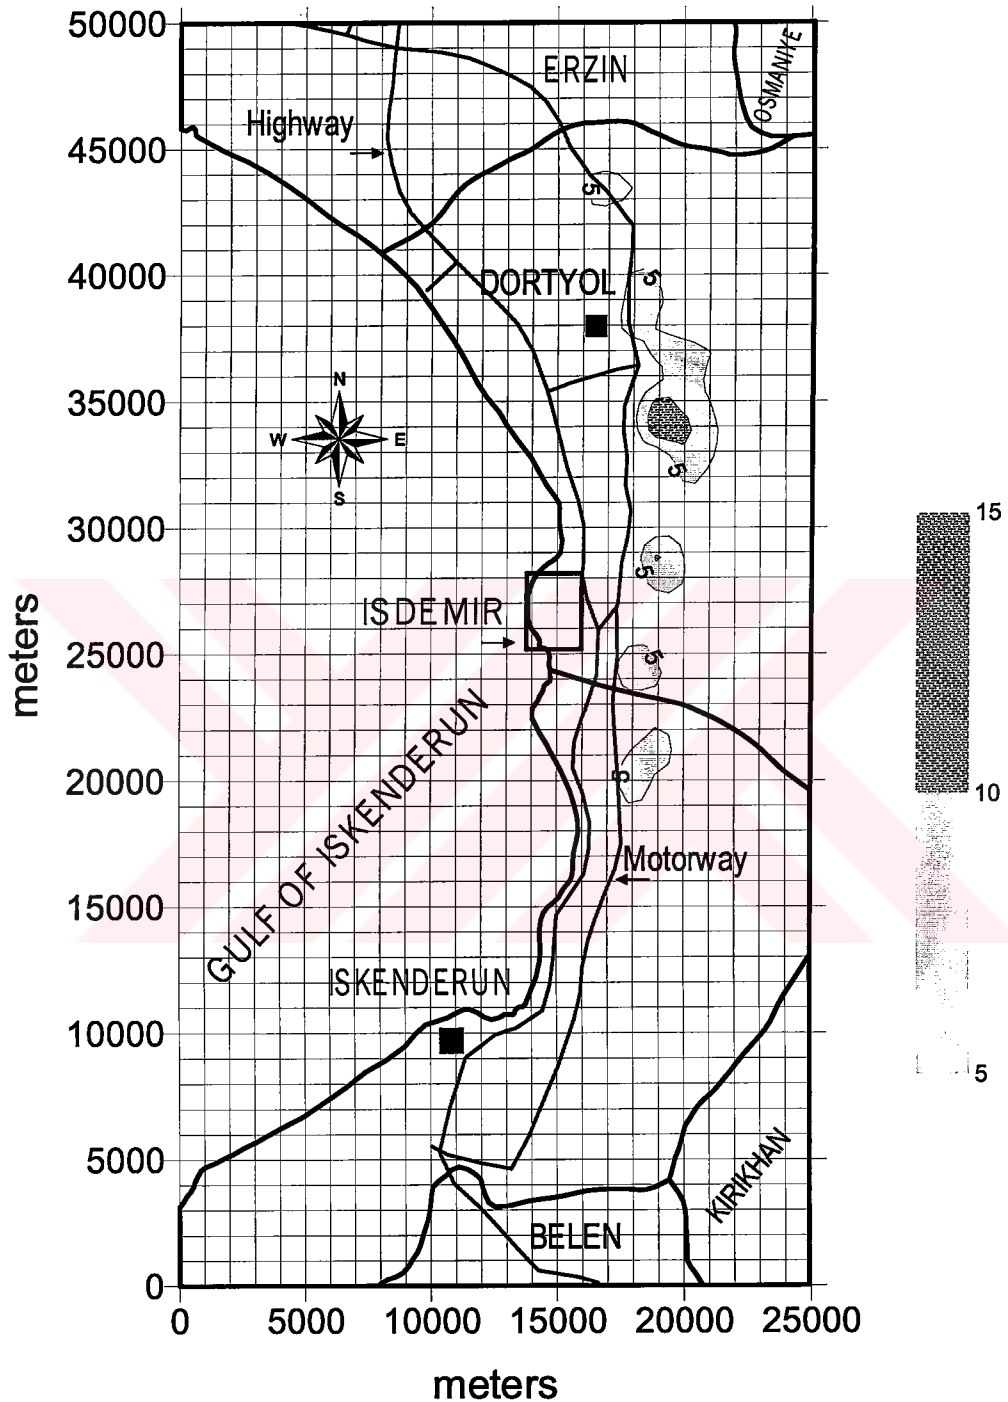 50000
ERZIN
OSMANIYE
Highway
45000
5
40000
DORTYOL
5
N
35000
W
E
S
5
30000
15
5
ISDEMIR
25000
5
meters
GULF OF ISKENDERUN
20000
5
10
Motorway
15000
ISKENDERUN
10000
5
5000
KIRIKHAN
BELEN
0
0
5000
10000
15000
20000
25000
meters